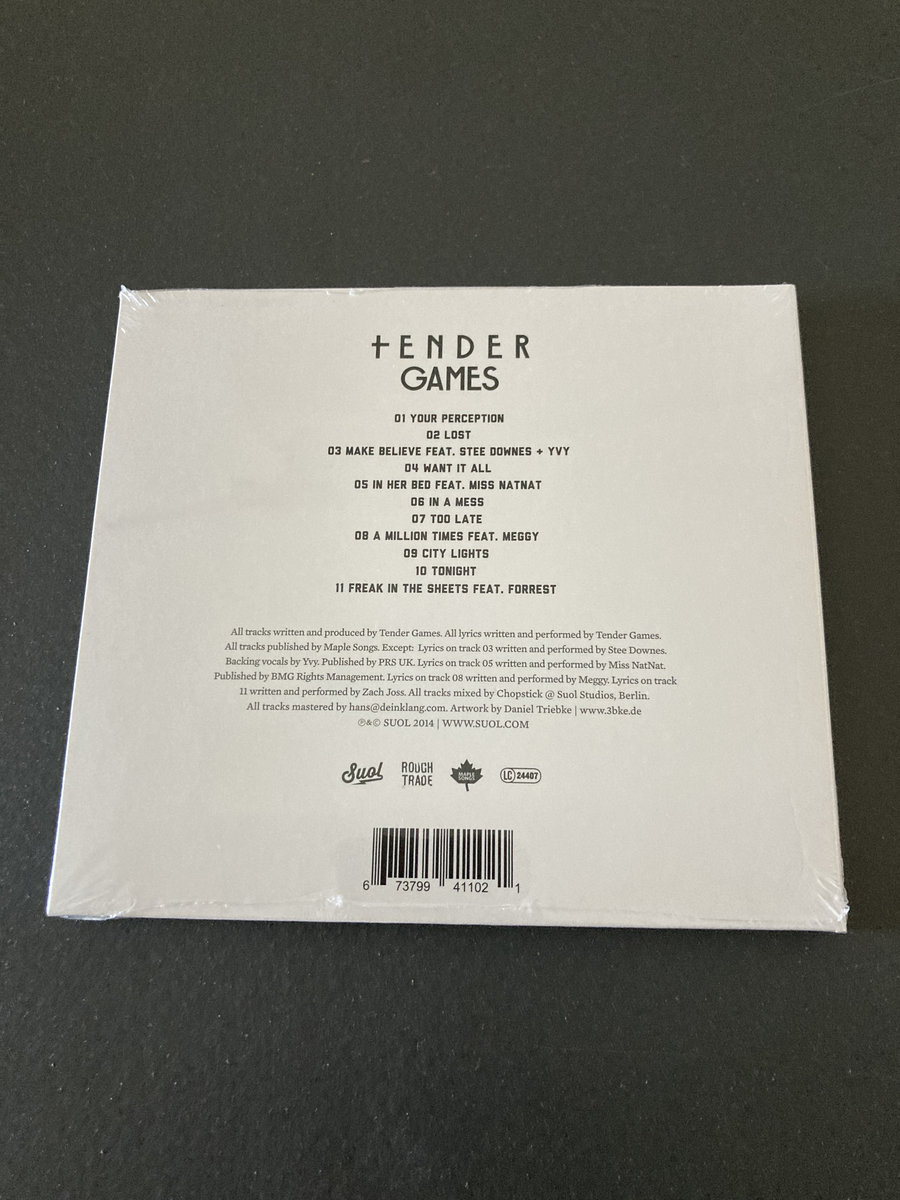 tENDER
GAMES
01 YOUR PERCEPTION
02 LOST
03 MAKE BELIEVE FEAT. STEE DOWNES + YVY
04 WANT IT ALL
05 IN HER BED FEAT. MISS NATNAT
06 IN A MESS
07 TOO LATE
08 A MILLION TIMES FEAT. MEGGY
09 CITY LIGHTS
10 TONIGHT
11 FREAK IN THE SHEETS FEAT. FORREST
All tracks written and produced by Tender Games. All lyrics written and performed by Tender Games.
All tracks published by Maple Songs. Except: Lyrics on track 03 written and performed by Stee Downes.
Backing vocals by Yvy. Published by PRS UK. Lyrics on track 05 written and performed by Miss NatNat.
Published by BMG Rights Management. Lyrics on track 08 written and performed by Meggy. Lyrics on track
11 written and performed by Zach Joss. All tracks mixed by Chopstick @ Suol Studios, Berlin.
All tracks mastered by hans@deinklang.com. Artwork by Daniel Triebke | www.3bke.de
℗&© SUOL 2014 | WWW.SUOL.COM
Suol ROUGH TRADE MAPLE SONGS LC 24407
6 73799 41102 1